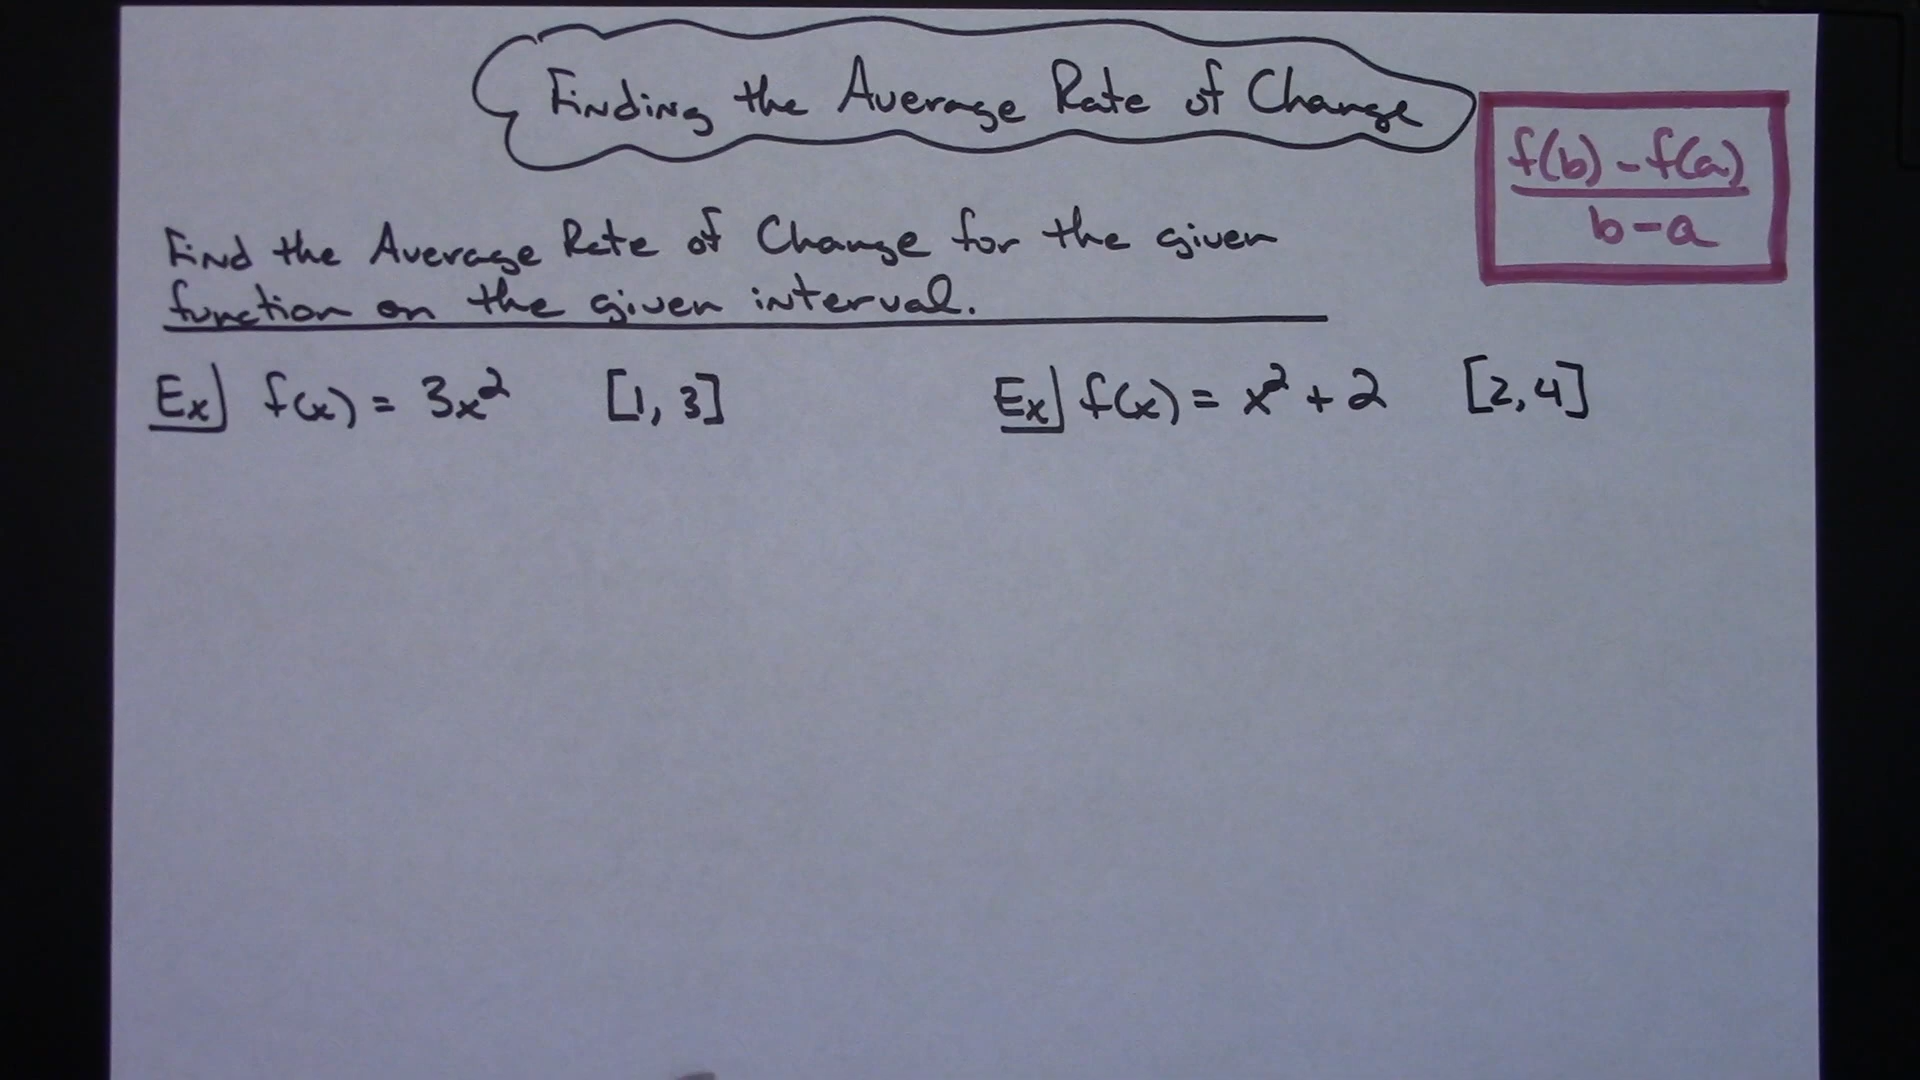 Finding the Average Rate of Change
f(b) - f(a)
b - a
Find the Average Rate of Change for the given
function on the given interval.
Ex] f(x) = 3x² [1, 3]
Ex] f(x) = x² + 2 [2, 4]